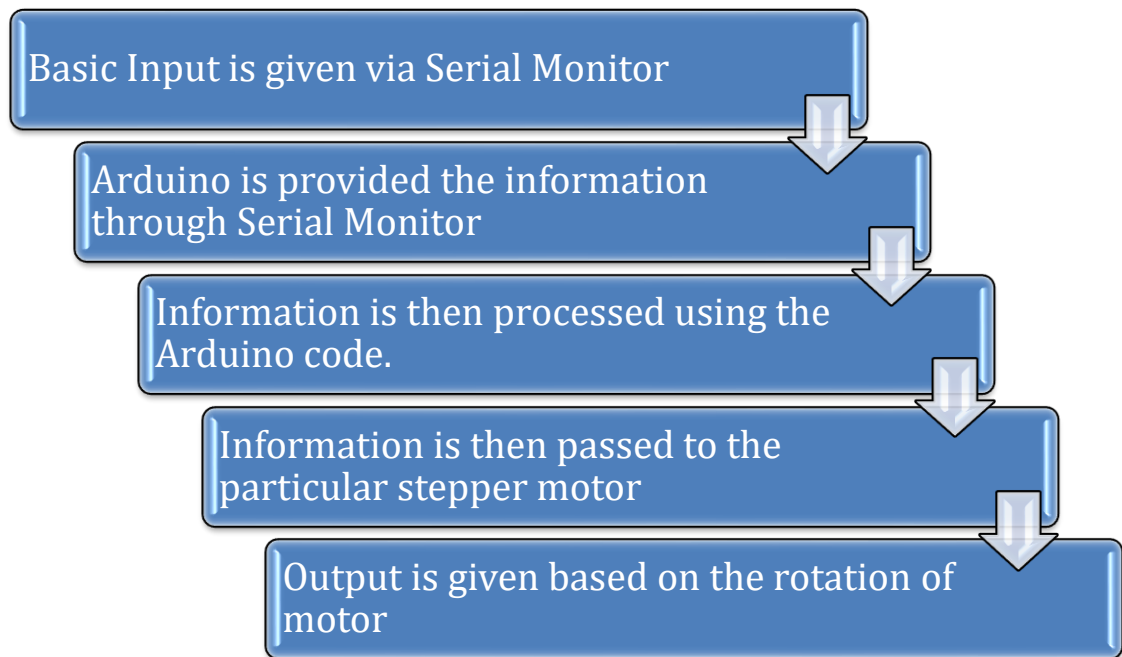 Basic Input is given via Serial Monitor
Arduino is provided the information
through Serial Monitor
Information is then processed using the
Arduino code.
Information is then passed to the
particular stepper motor
Output is given based on the rotation of
motor